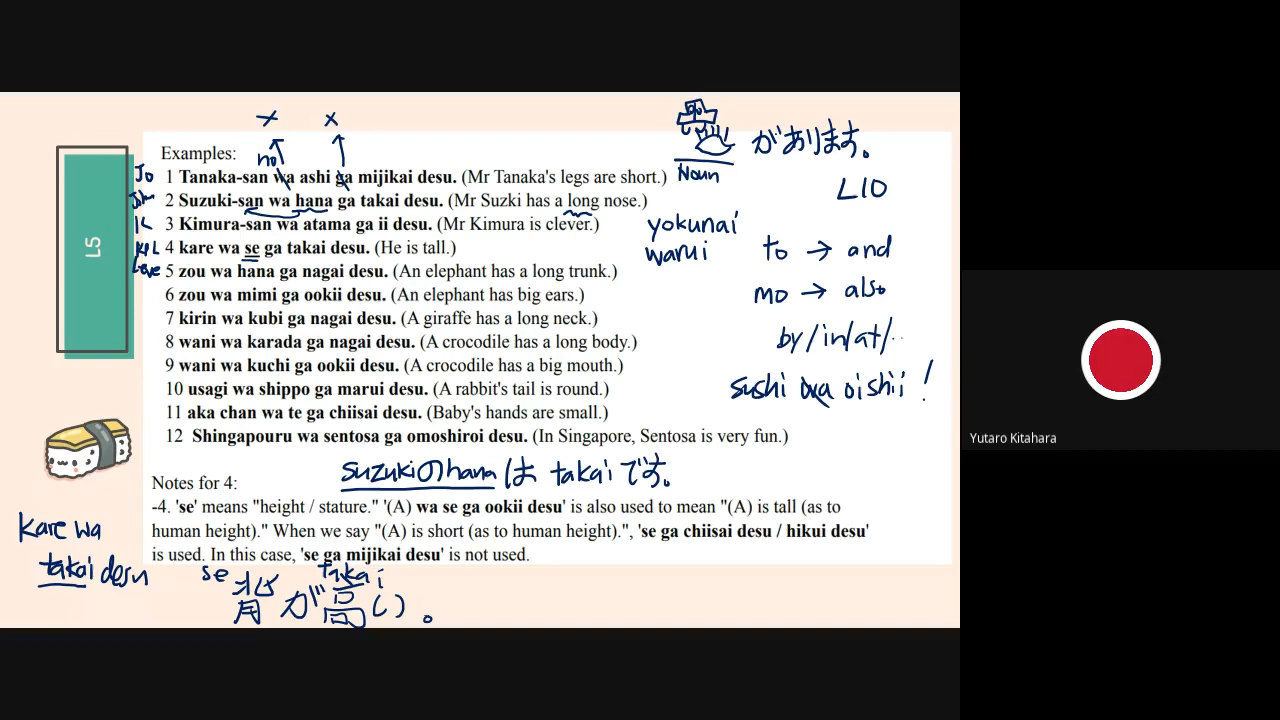 Examples:
1 Tanaka-san wa ashi ga mijikai desu. (Mr Tanaka's legs are short.)
2 Suzuki-san wa hana ga takai desu. (Mr Suzki has a long nose.)
3 Kimura-san wa atama ga ii desu. (Mr Kimura is clever.)
4 kare wa se ga takai desu. (He is tall.)
5 zou wa hana ga nagai desu. (An elephant has a long trunk.)
6 zou wa mimi ga ookii desu. (An elephant has big ears.)
7 kirin wa kubi ga nagai desu. (A giraffe has a long neck.)
8 wani wa karada ga nagai desu. (A crocodile has a long body.)
9 wani wa kuchi ga ookii desu. (A crocodile has a big mouth.)
10 usagi wa shippo ga marui desu. (A rabbit's tail is round.)
11 aka chan wa te ga chiisai desu. (Baby's hands are small.)
12 Shingapouru wa sentosa ga omoshiroi desu. (In Singapore, Sentosa is very fun.)
Notes for 4:
-4. 'se' means "height / stature." '(A) wa se ga ookii desu' is also used to mean "(A) is tall (as to
human height)." When we say "(A) is short (as to human height).", 'se ga chiisai desu / hikui desu'
is used. In this case, 'se ga mijikai desu' is not used.
L5
x x
no
Jo
K
があります。
Noun
L10
yokunai
warui
to → and
mo → also
by/in/at/..
sushi wa oishii!
suzukiのhanaは takaiです。
Kare wa
takai desu
se takai
背が高い。
Yutaro Kitahara